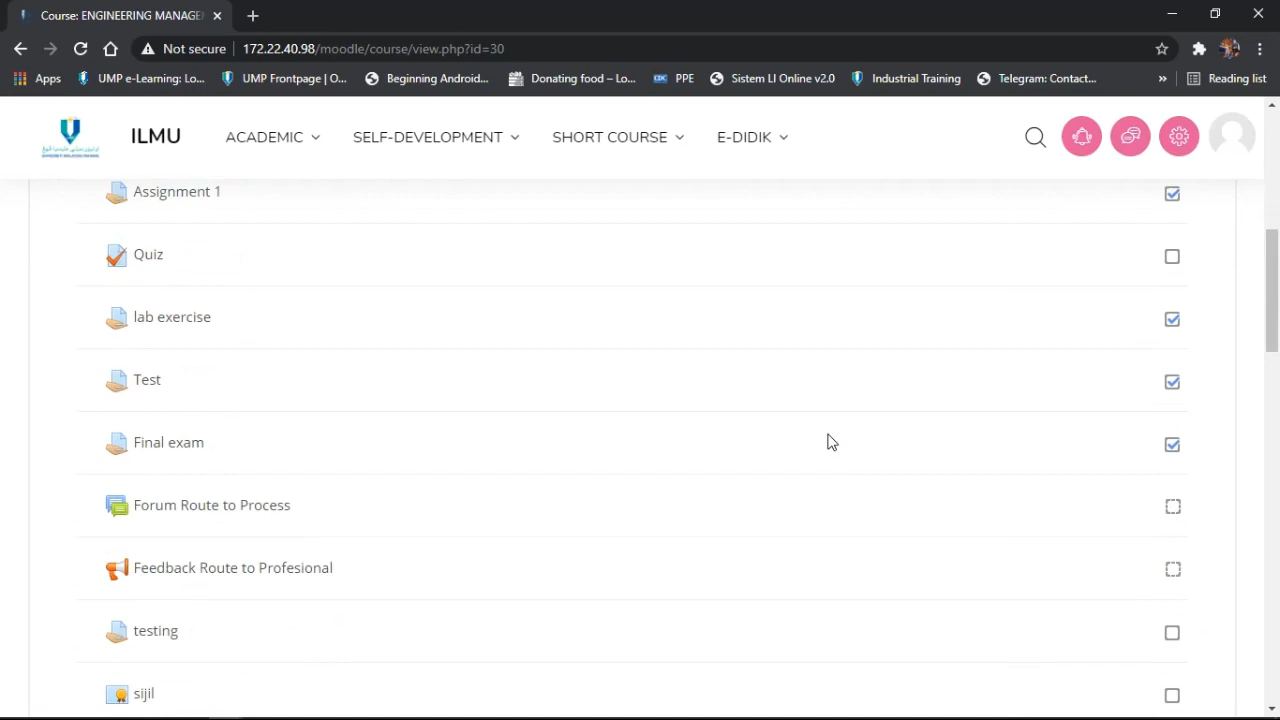 Course: ENGINEERING MANAGE
Not secure
172.22.40.98/moodle/course/view.php?id=30
Apps
UMP e-Learning: Lo...
UMP Frontpage | O...
Beginning Android...
Donating food – Lo...
PPE
Sistem LI Online v2.0
Industrial Training
Telegram: Contact...
»
Reading list
ILMU
ACADEMIC
SELF-DEVELOPMENT
SHORT COURSE
E-DIDIK
Assignment 1
Quiz
lab exercise
Test
Final exam
Forum Route to Process
Feedback Route to Profesional
testing
sijil